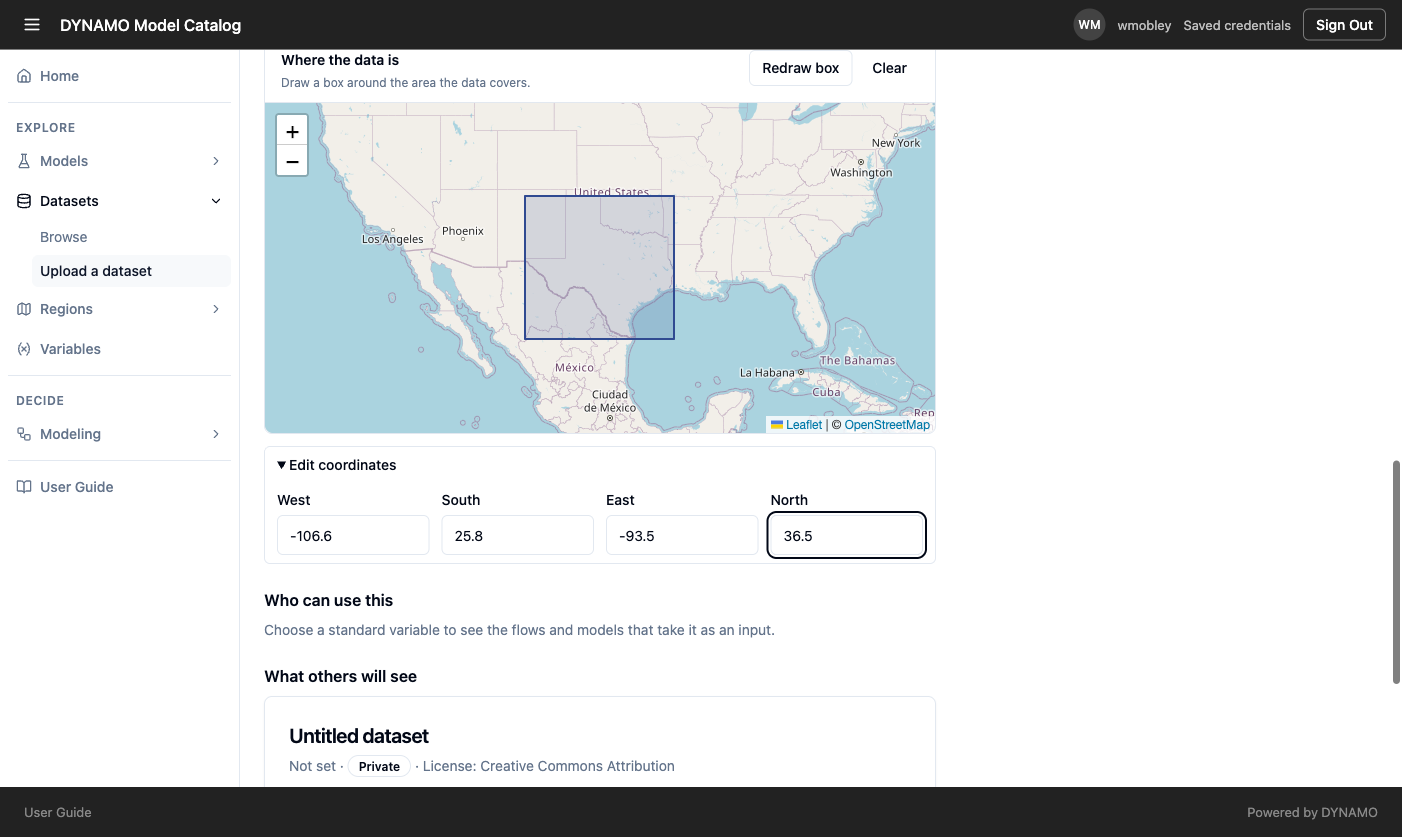 DYNAMO Model Catalog
WM
wmobley
Saved credentials
Sign Out
Home
EXPLORE
Models
Datasets
Browse
Upload a dataset
Regions
Variables
DECIDE
Modeling
User Guide
Where the data is
Draw a box around the area the data covers.
Redraw box
Clear
+
−
New York
Washington
United States
Los Angeles
Phoenix
México
Ciudad
de México
La Habana
The Bahamas
Cuba
Rep
Leaflet | © OpenStreetMap
▼ Edit coordinates
West
South
East
North
-106.6
25.8
-93.5
36.5
Who can use this
Choose a standard variable to see the flows and models that take it as an input.
What others will see
Untitled dataset
Not set · Private · License: Creative Commons Attribution
User Guide
Powered by DYNAMO